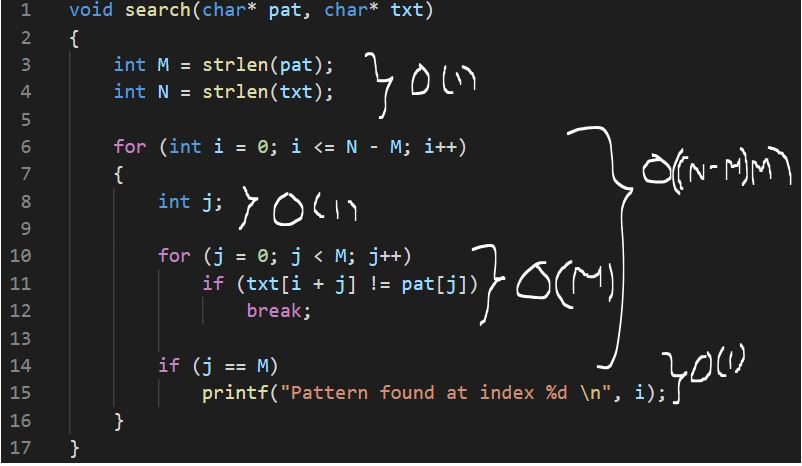 1 void search(char* pat, char* txt)
2 {
3 int M = strlen(pat);
4 int N = strlen(txt);
} O(1)
5
6 for (int i = 0; i <= N - M; i++)
7 {
} O((N-M)M)
8 int j; } O(1)
9
10 for (j = 0; j < M; j++)
11 if (txt[i + j] != pat[j])
12 break;
} O(M)
13
14 if (j == M)
15 printf("Pattern found at index %d \n", i);
} O(1)
16 }
17 }